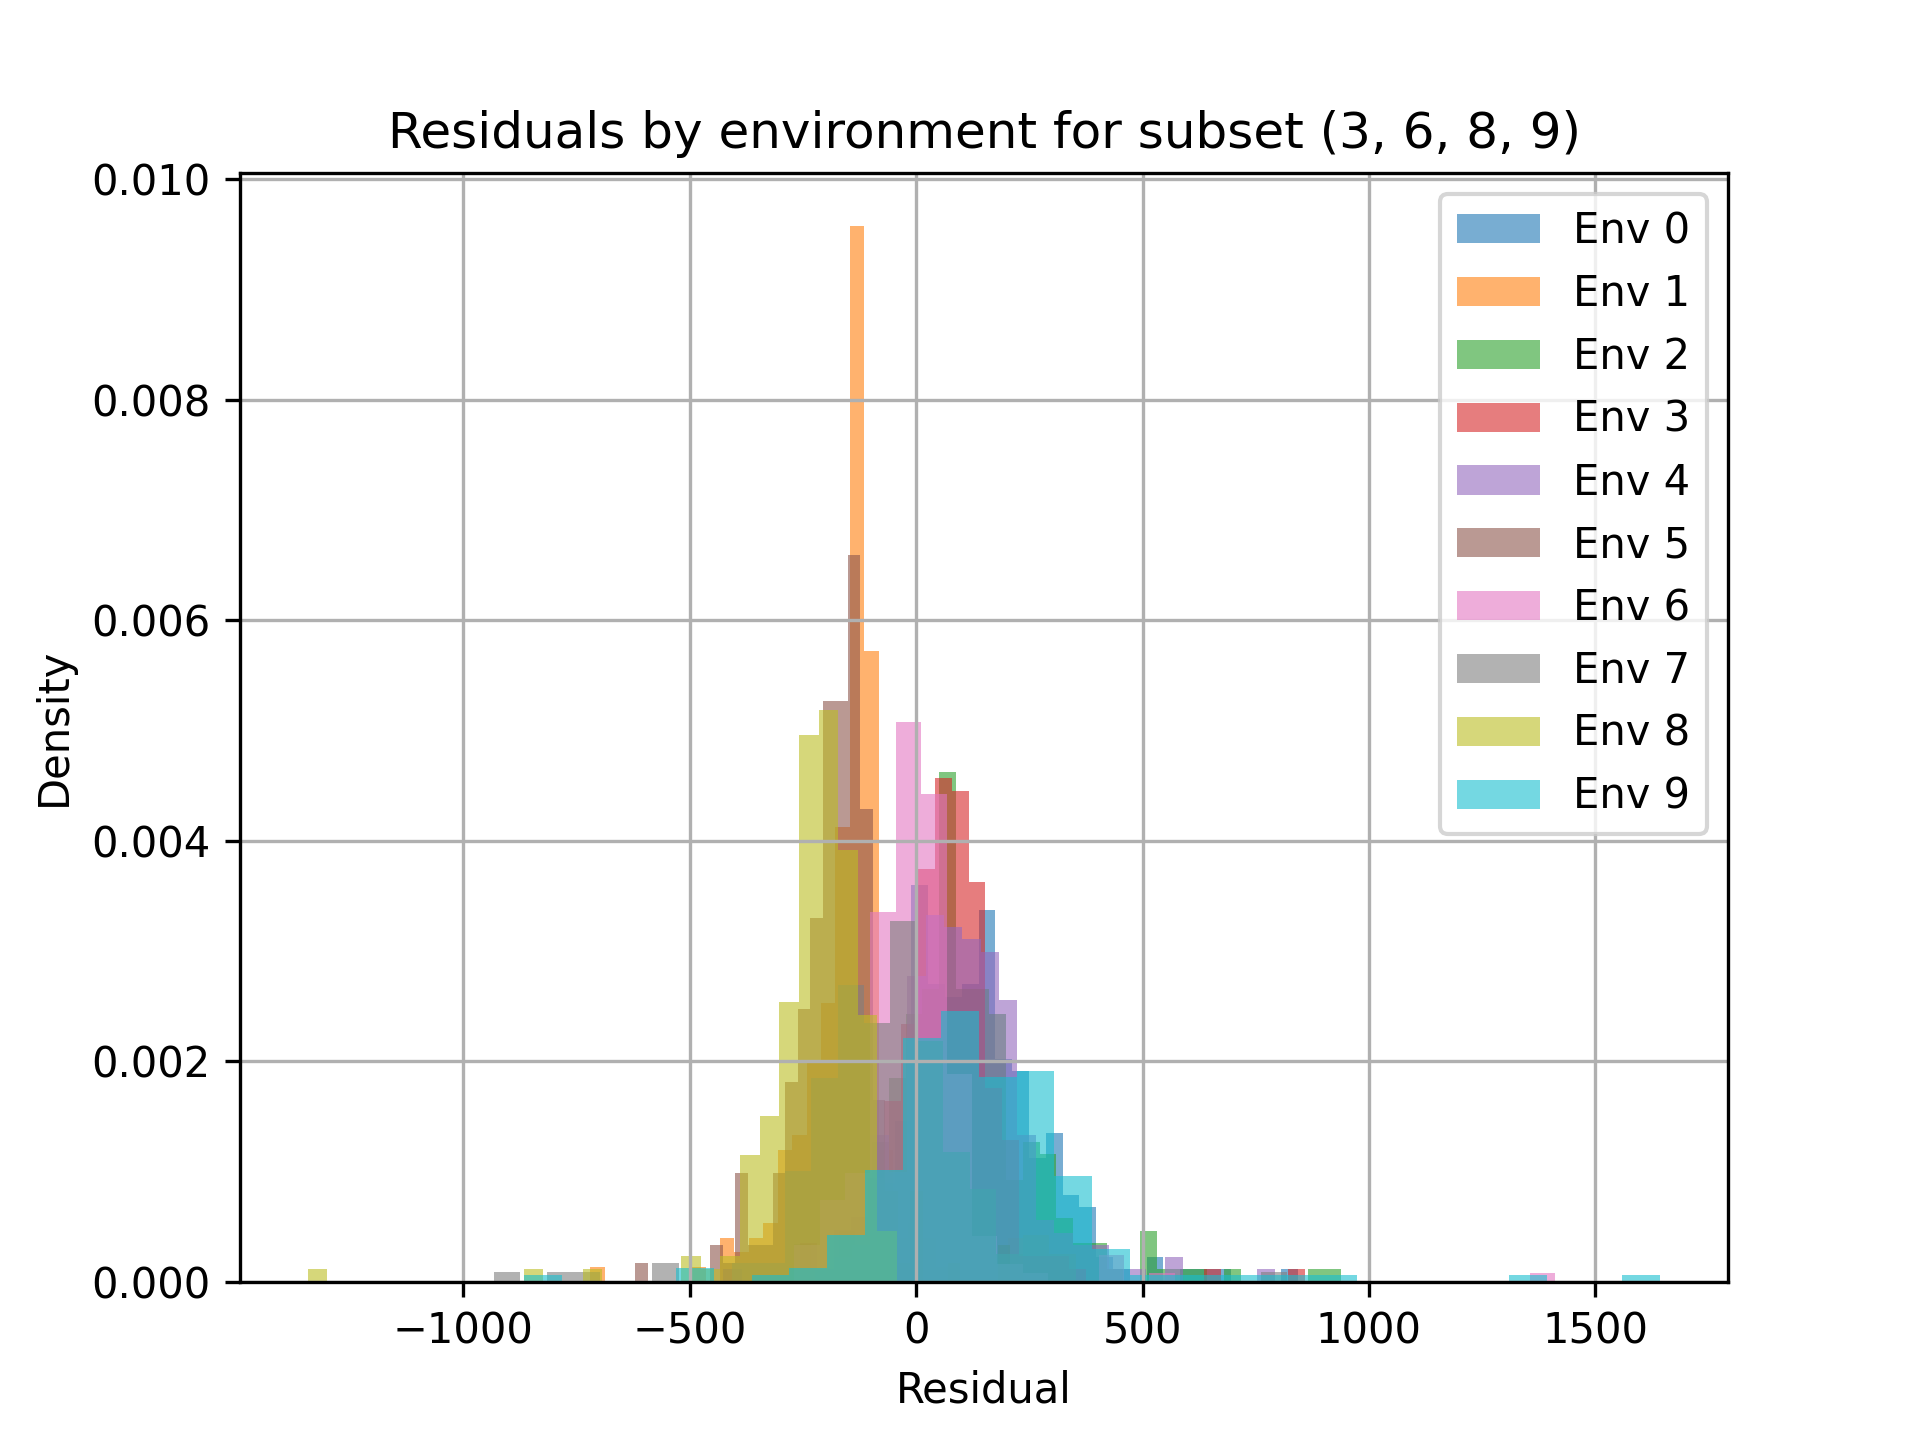 Residuals by environment for subset (3, 6, 8, 9)
0.010
0.008
0.006
0.004
0.002
0.000
Density
−1000
−500
0
500
1000
1500
Residual
Env 0
Env 1
Env 2
Env 3
Env 4
Env 5
Env 6
Env 7
Env 8
Env 9